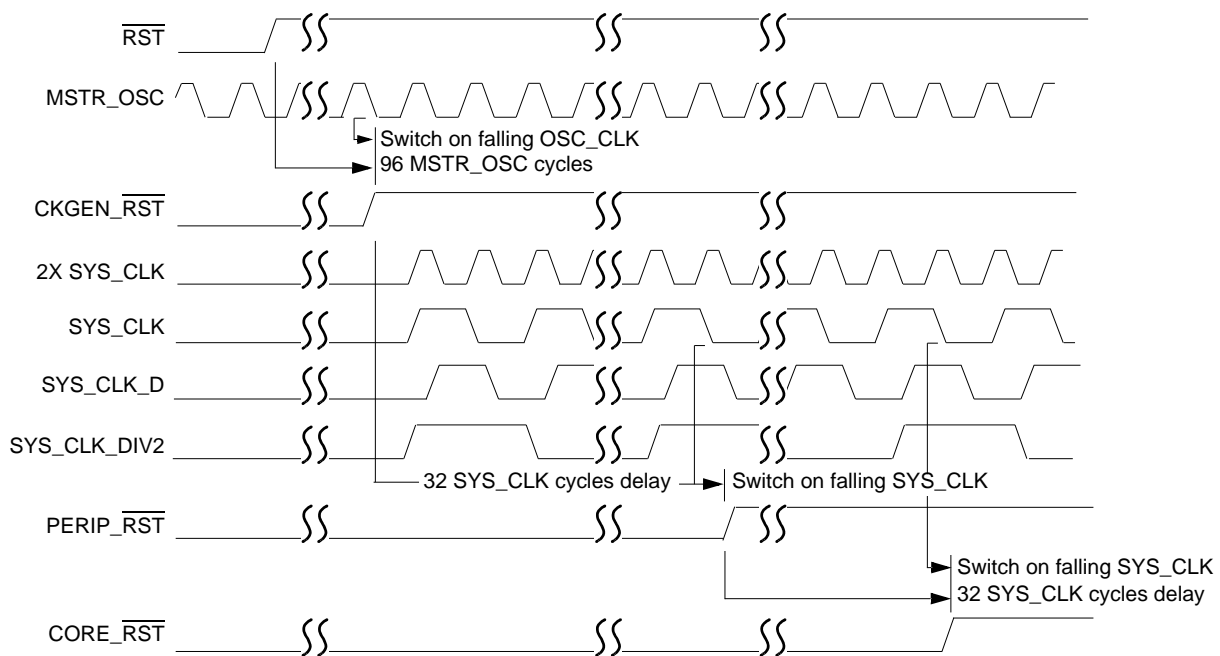 RST
MSTR_OSC
Switch on falling OSC_CLK
96 MSTR_OSC cycles
CKGEN_RST
2X SYS_CLK
SYS_CLK
SYS_CLK_D
SYS_CLK_DIV2
32 SYS_CLK cycles delay
Switch on falling SYS_CLK
PERIP_RST
Switch on falling SYS_CLK
32 SYS_CLK cycles delay
CORE_RST